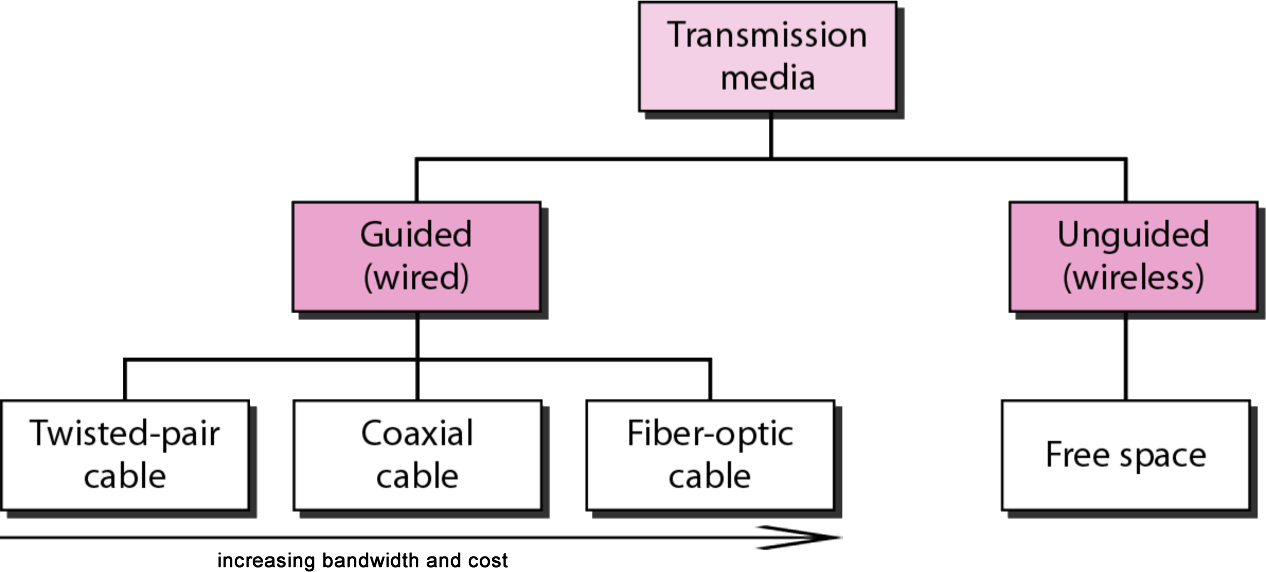 Transmission
media
Guided
(wired)
Unguided
(wireless)
Twisted-pair
cable
Coaxial
cable
Fiber-optic
cable
Free space
increasing bandwidth and cost